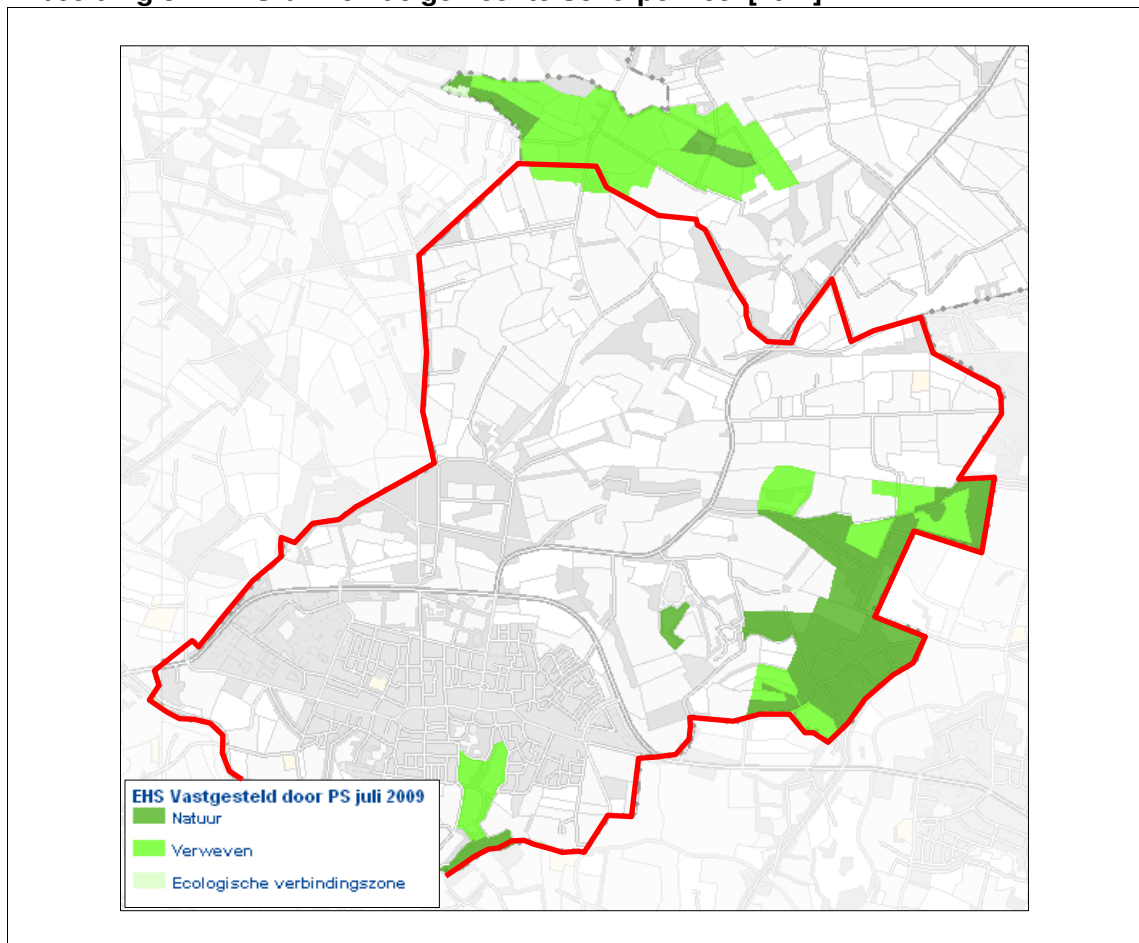 EHS Vastgesteld door PS juli 2009
Natuur
Verweven
Ecologische verbindingszone